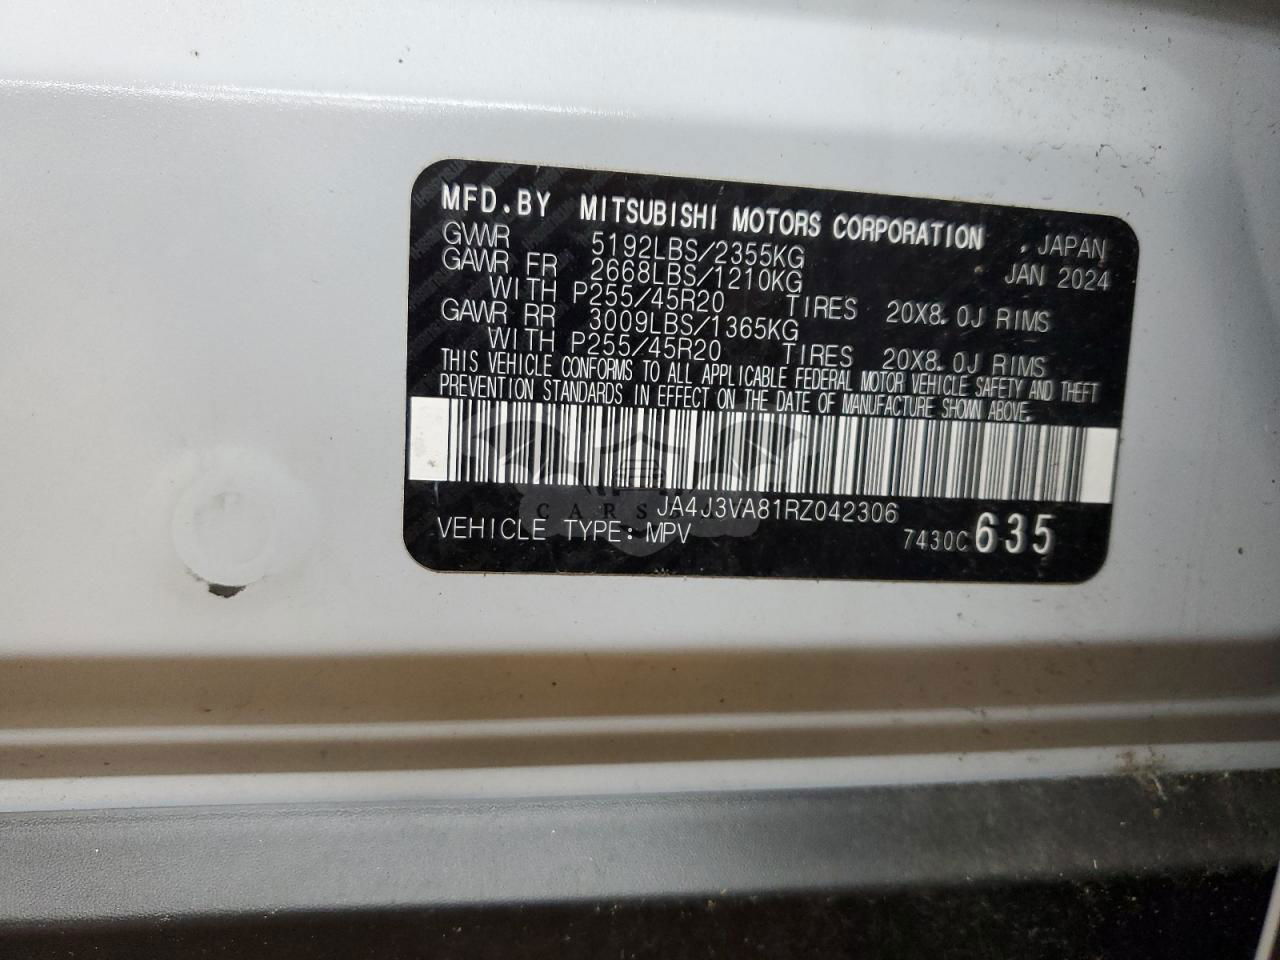 MFD.BY MITSUBISHI MOTORS CORPORATION , JAPAN
GVWR 5192LBS/2355KG JAN 2024
GAWR FR 2668LBS/1210KG
WITH P255/45R20 TIRES 20X8.0J RIMS
GAWR RR 3009LBS/1365KG
WITH P255/45R20 TIRES 20X8.0J RIMS
THIS VEHICLE CONFORMS TO ALL APPLICABLE FEDERAL MOTOR VEHICLE SAFETY AND THEFT
PREVENTION STANDARDS IN EFFECT ON THE DATE OF MANUFACTURE SHOWN ABOVE.
JA4J3VA81RZ042306
VEHICLE TYPE: MPV 7430C 635